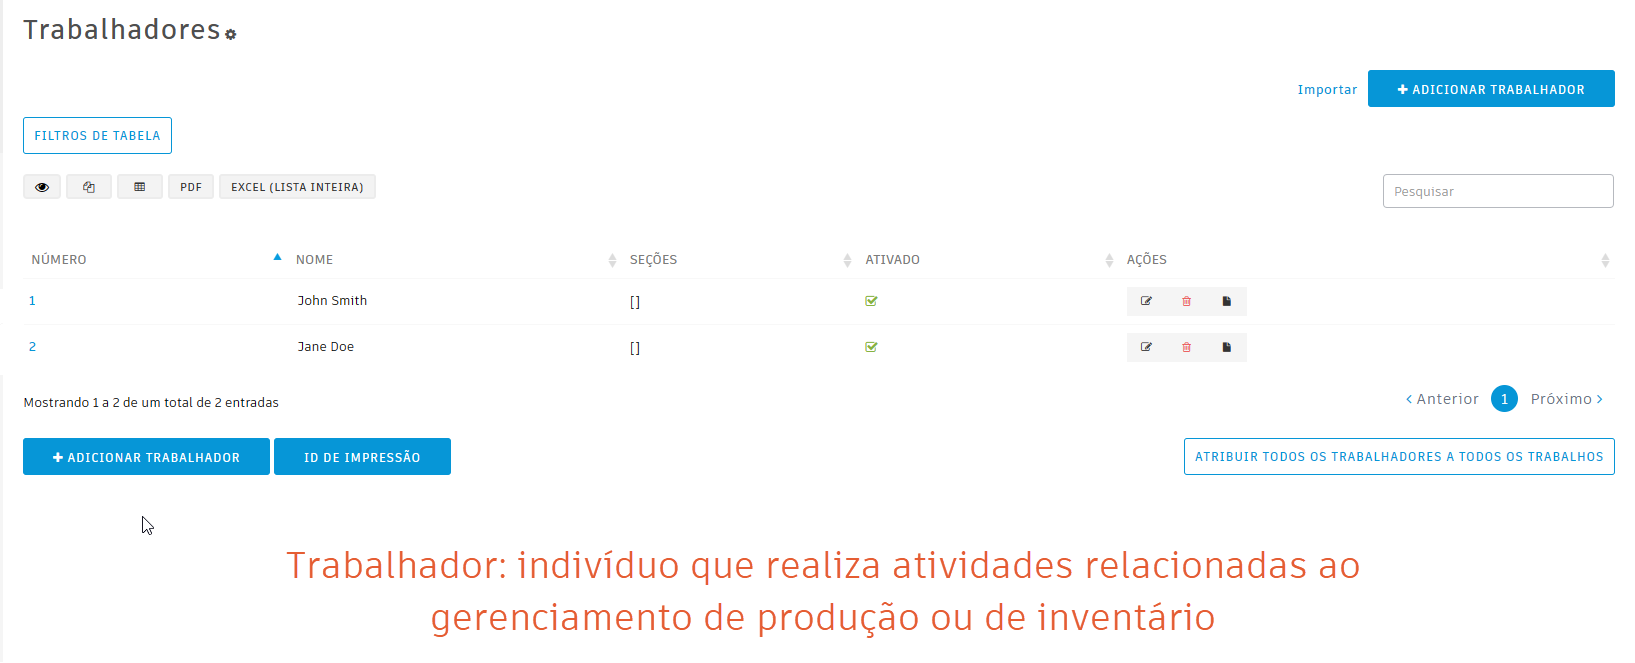 Trabalhadores
Importar
ADICIONAR TRABALHADOR
FILTROS DE TABELA
PDF
EXCEL (LISTA INTEIRA)
Pesquisar
NÚMERO NOME SEÇÕES ATIVADO AÇÕES
1 John Smith []
2 Jane Doe []
Mostrando 1 a 2 de um total de 2 entradas
Anterior 1 Próximo
ADICIONAR TRABALHADOR
ID DE IMPRESSÃO
ATRIBUIR TODOS OS TRABALHADORES A TODOS OS TRABALHOS
Trabalhador: indivíduo que realiza atividades relacionadas ao
gerenciamento de produção ou de inventário